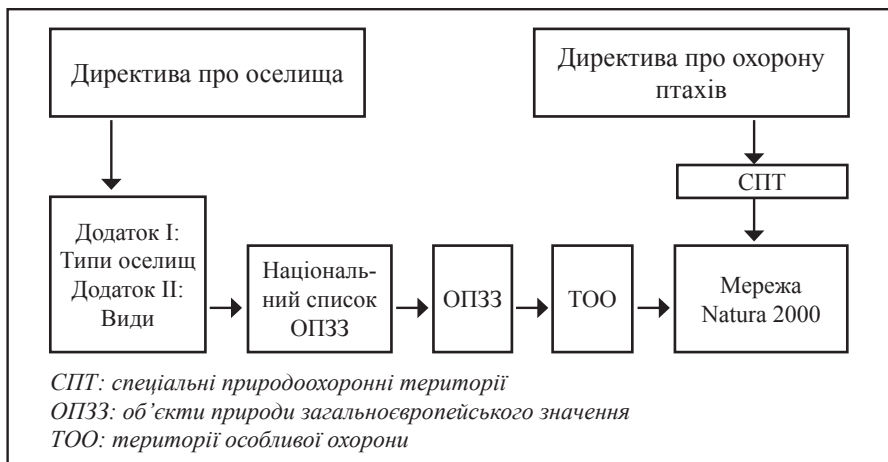 Директива про оселища
Директива про охорону
птахів
СПТ
Додаток I:
Типи оселищ
Додаток II:
Види
Національ-
ний список
ОПЗЗ
ОПЗЗ
ТОО
Мережа
Natura 2000
СПТ: спеціальні природоохоронні території
ОПЗЗ: об’єкти природи загальноєвропейського значення
ТОО: території особливої охорони